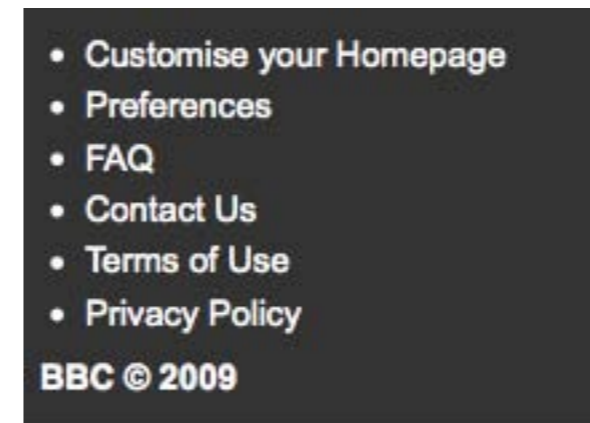 • Customise your Homepage
• Preferences
• FAQ
• Contact Us
• Terms of Use
• Privacy Policy
BBC © 2009